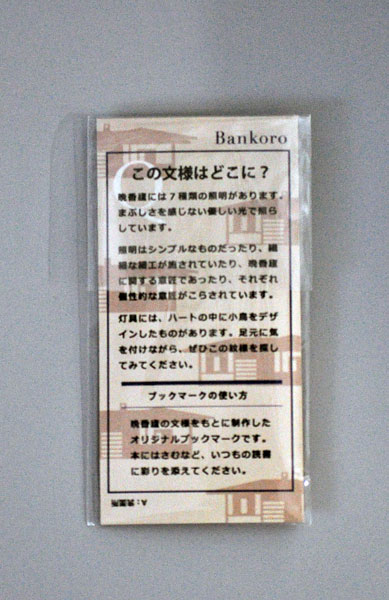 Bankoro
Q
この文様はどこに？
晩香廬には7種類の照明があります。
まぶしさを感じない優しい光で照ら
しています。
照明はシンプルなものだったり、繊
細な細工が施されていたり、晩香廬
に関する意匠であったり、それぞれ
個性的な意匠がこらされています。
灯具には、ハートの中に小鳥をデザ
インしたものがあります。足元に気
を付けながら、ぜひこの紋様を探し
てみてください。
ブックマークの使い方
晩香廬の文様をもとに制作した
オリジナルブックマークです。
本にはさむなど、いつもの読書
に彩りを添えてください。